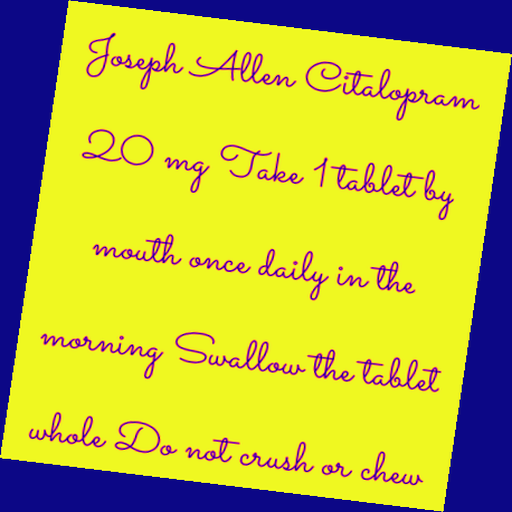 Joseph Allen Citalopram
20 mg Take 1 tablet by
mouth once daily in the
morning Swallow the tablet
whole Do not crush or chew